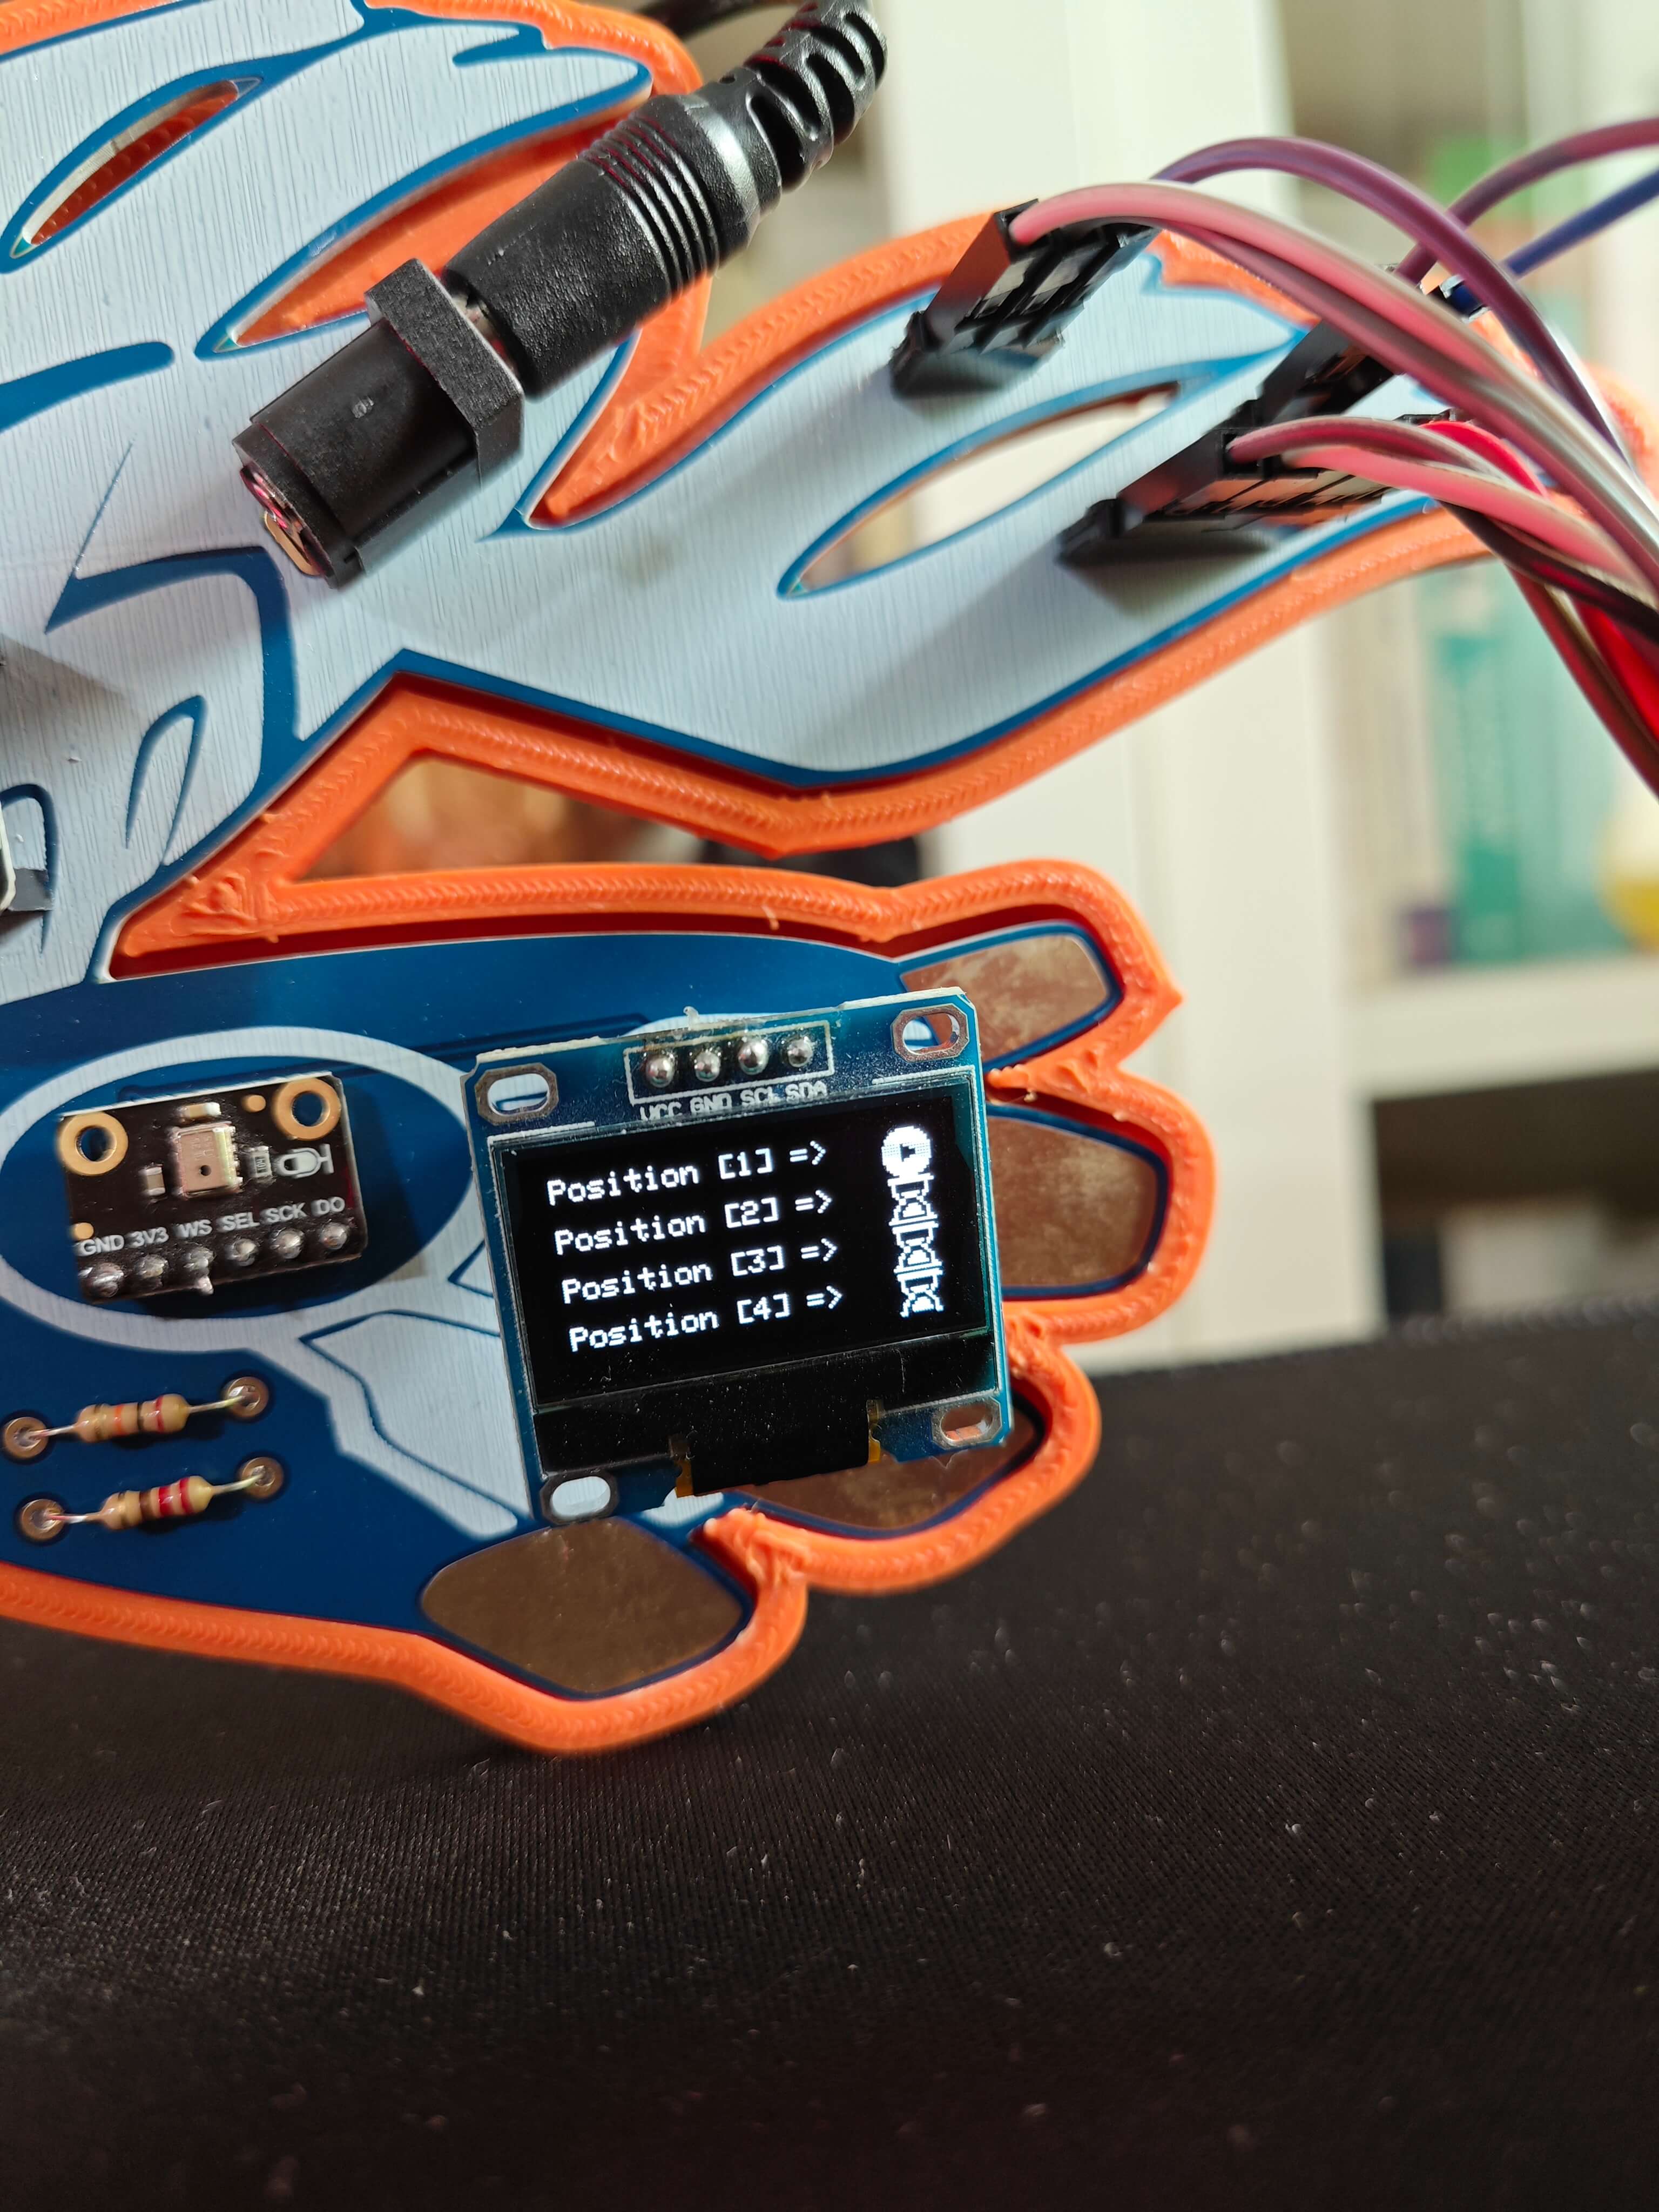 VCC GND SCL SDA
Position [1] =>
Position [2] =>
Position [3] =>
Position [4] =>
GND 3V3 WS SEL SCK DO